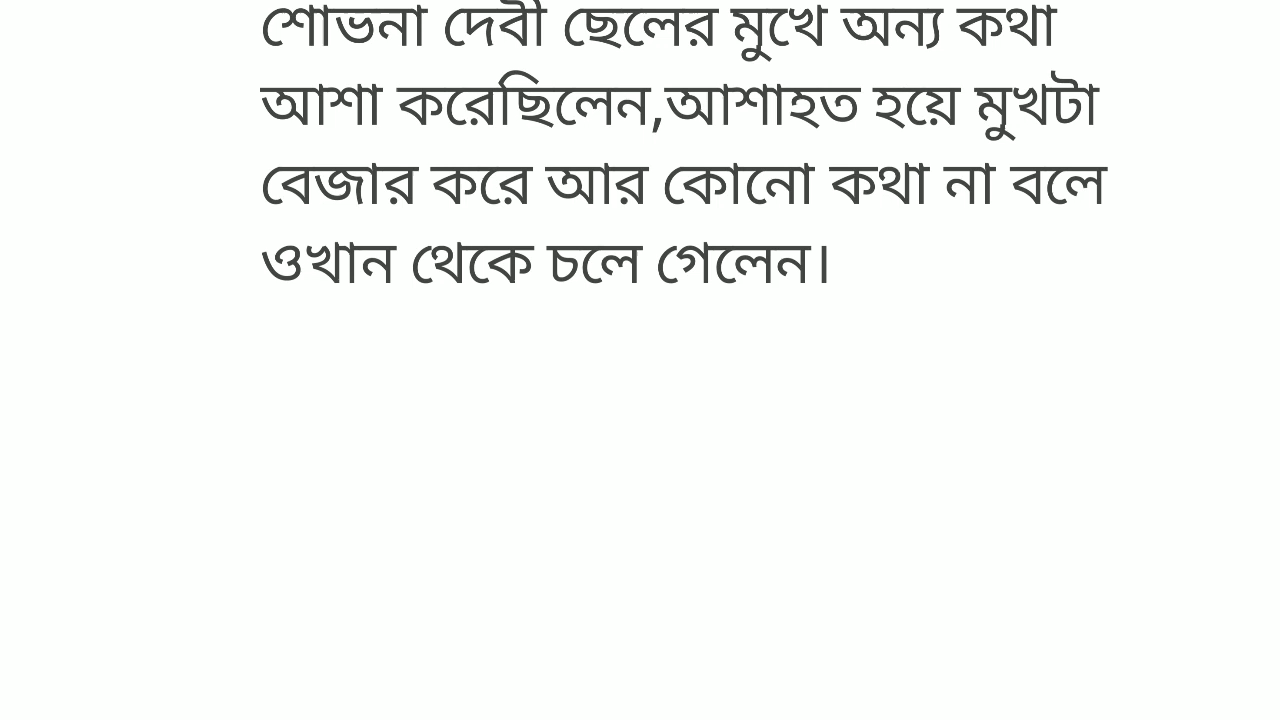 শোভনা দেবী ছেলের মুখে অন্য কথা
আশা করেছিলেন,আশাহত হয়ে মুখটা
বেজার করে আর কোনো কথা না বলে
ওখান থেকে চলে গেলেন।